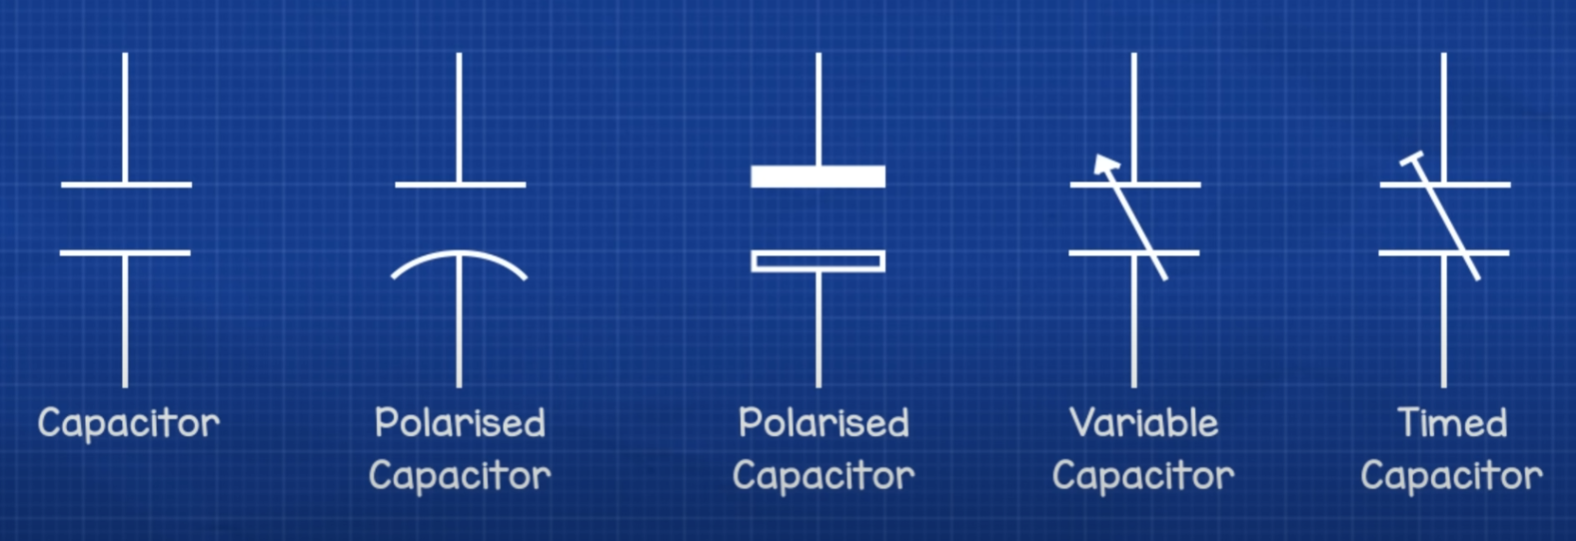 Capacitor
Polarised
Capacitor
Polarised
Capacitor
Variable
Capacitor
Timed
Capacitor